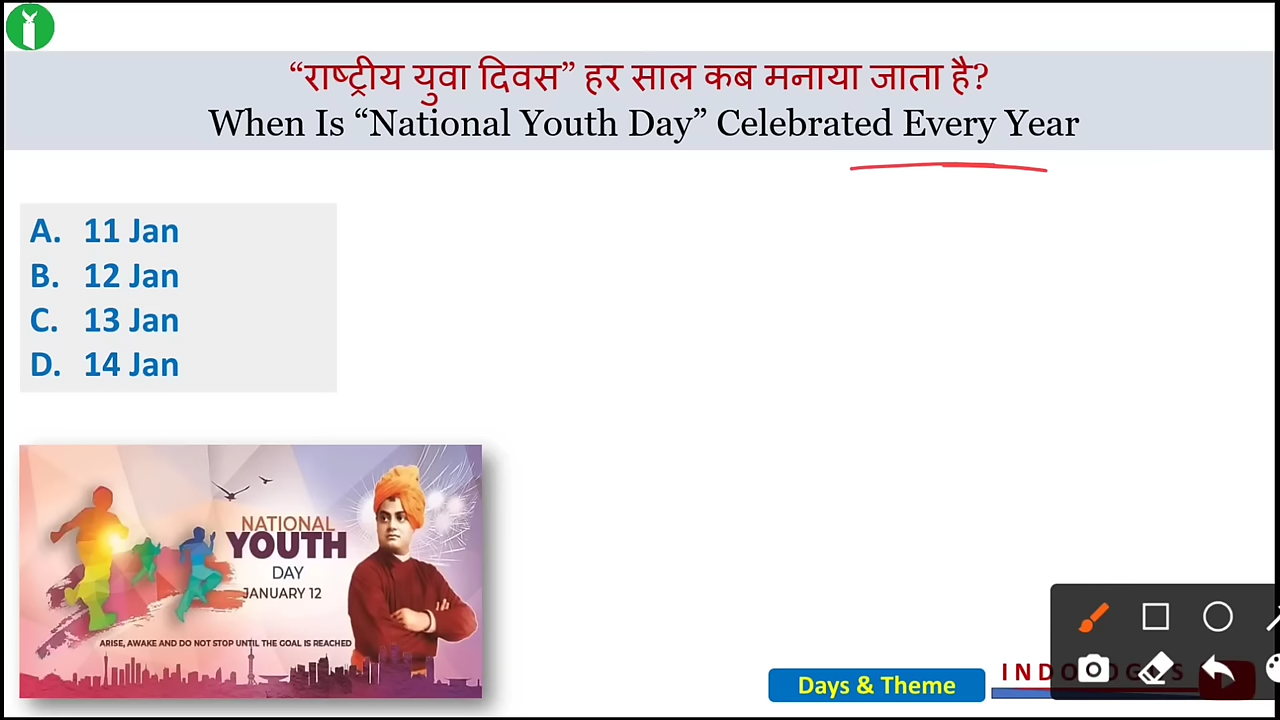 “राष्ट्रीय युवा दिवस” हर साल कब मनाया जाता है?
When Is “National Youth Day” Celebrated Every Year
A. 11 Jan
B. 12 Jan
C. 13 Jan
D. 14 Jan
NATIONAL
YOUTH
DAY
JANUARY 12
ARISE, AWAKE AND DO NOT STOP UNTIL THE GOAL IS REACHED
Days & Theme